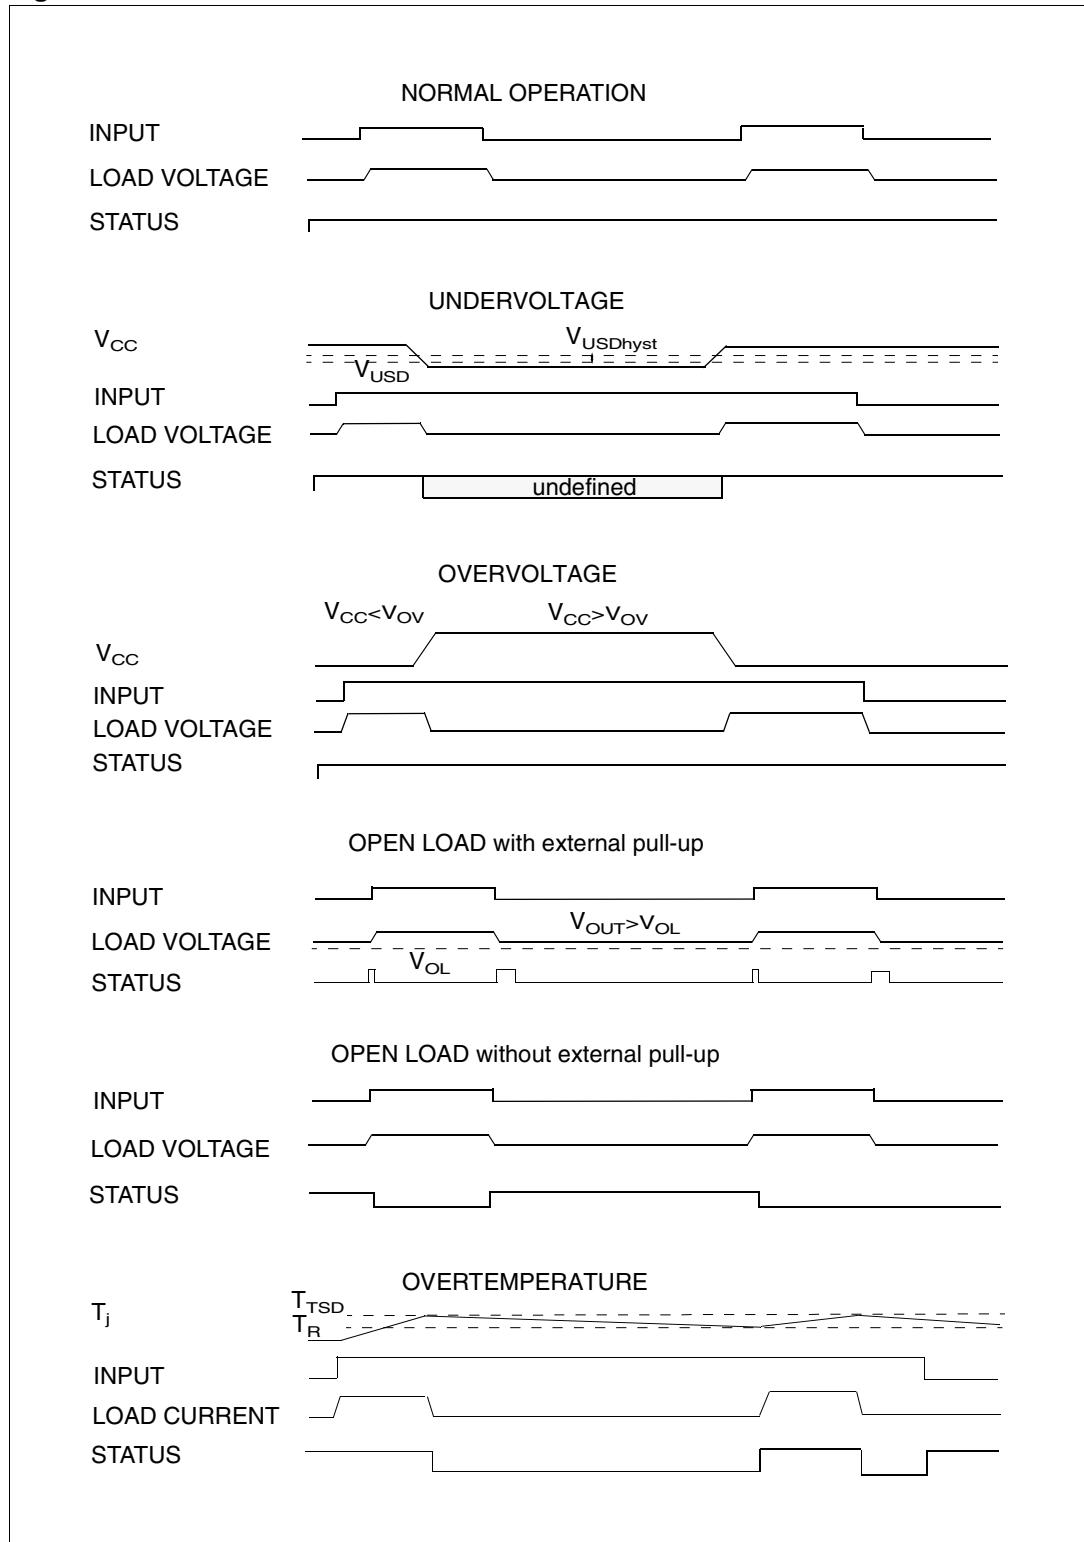 NORMAL OPERATION
INPUT
LOAD VOLTAGE
STATUS
UNDERVOLTAGE
VCC
VUSDhyst
VUSD
INPUT
LOAD VOLTAGE
STATUS
undefined
OVERVOLTAGE
VCC<VOV
VCC>VOV
VCC
INPUT
LOAD VOLTAGE
STATUS
OPEN LOAD with external pull-up
INPUT
VOUT>VOL
LOAD VOLTAGE
VOL
STATUS
OPEN LOAD without external pull-up
INPUT
LOAD VOLTAGE
STATUS
OVERTEMPERATURE
Tj
TTSD
TR
INPUT
LOAD CURRENT
STATUS